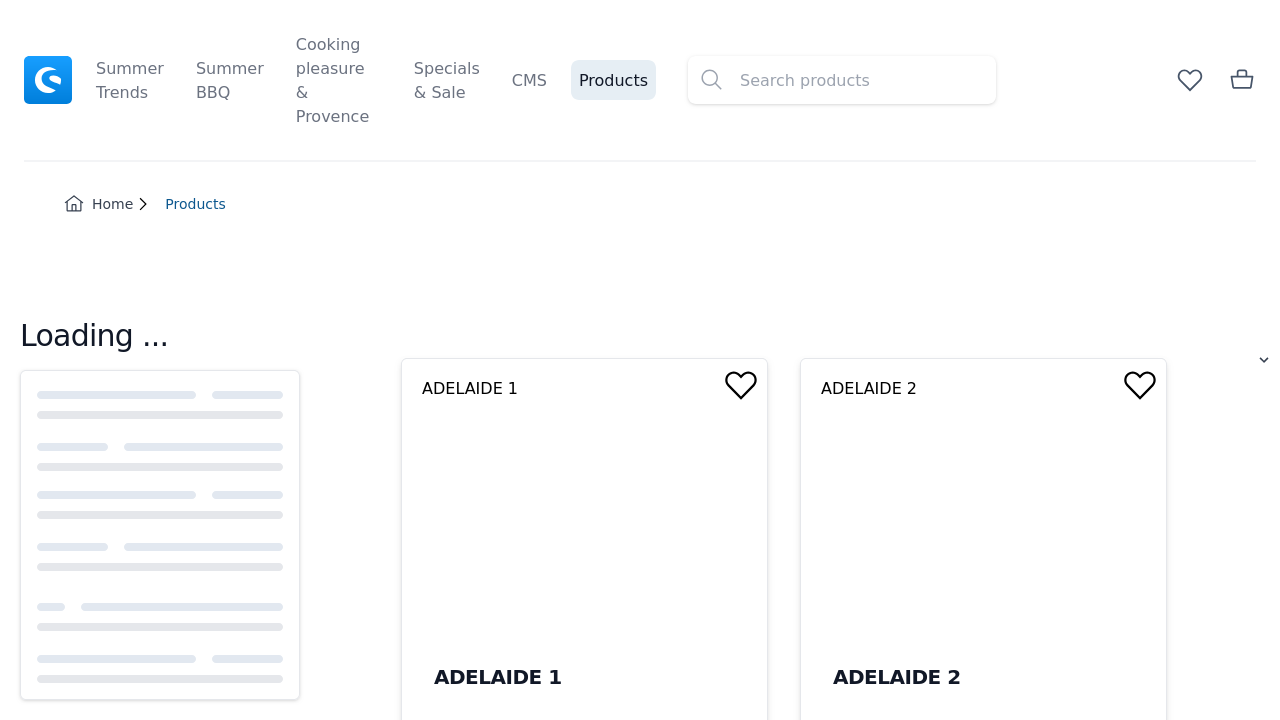 Summer
Trends
Summer
BBQ
Cooking
pleasure
&
Provence
Specials
& Sale
CMS
Products
Search products
Home
Products
Loading ...
ADELAIDE 1
ADELAIDE 2
ADELAIDE 1
ADELAIDE 2